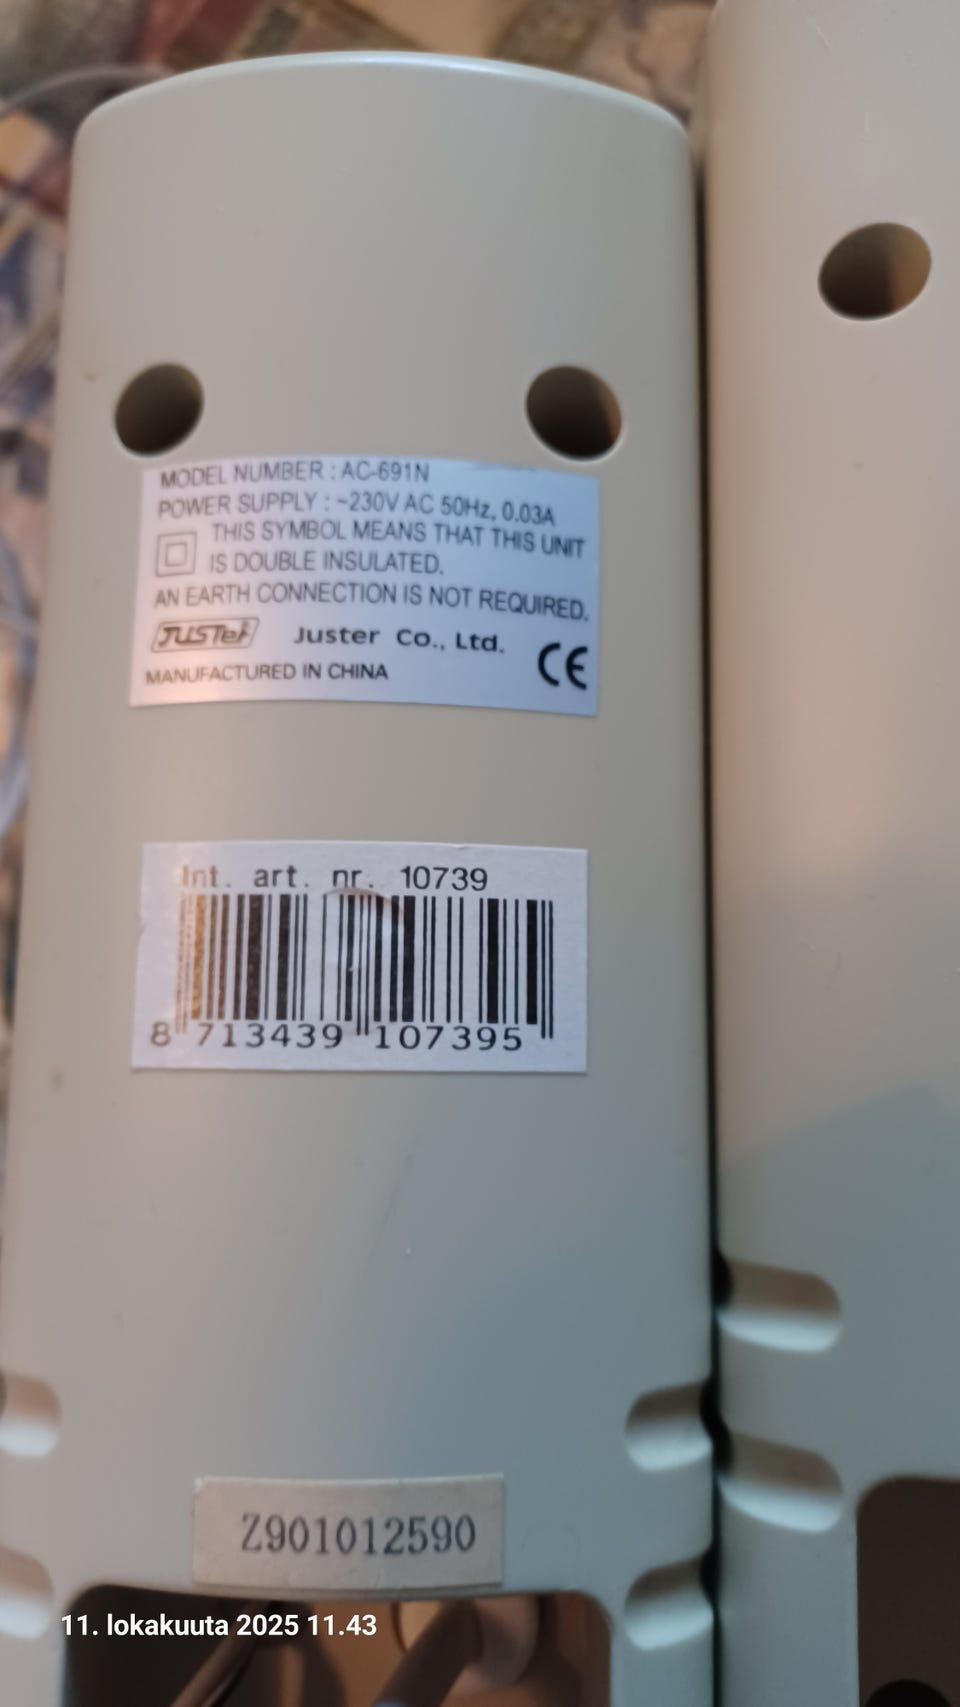 MODEL NUMBER : AC-691N
POWER SUPPLY : ~230V AC 50Hz, 0.03A
THIS SYMBOL MEANS THAT THIS UNIT
IS DOUBLE INSULATED.
AN EARTH CONNECTION IS NOT REQUIRED.
JUSTer Juster Co., Ltd.
MANUFACTURED IN CHINA
CE
Int. art. nr. 10739
8 713439 107395
Z901012590
11. lokakuuta 2025 11.43